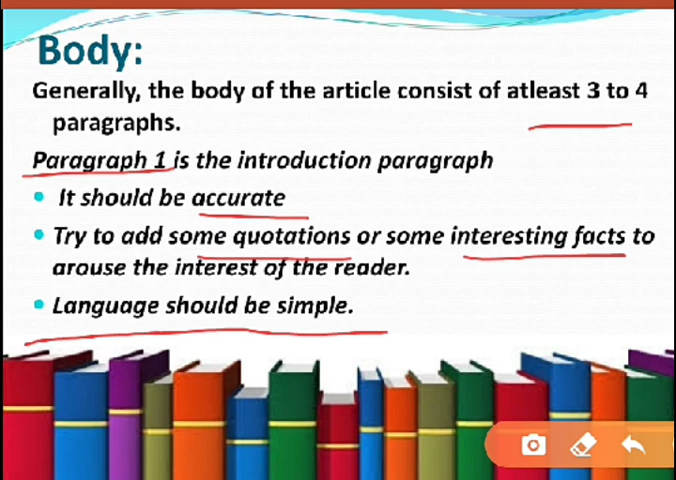 Body:
Generally, the body of the article consist of atleast 3 to 4
paragraphs.
Paragraph 1 is the introduction paragraph
It should be accurate
Try to add some quotations or some interesting facts to
arouse the interest of the reader.
Language should be simple.